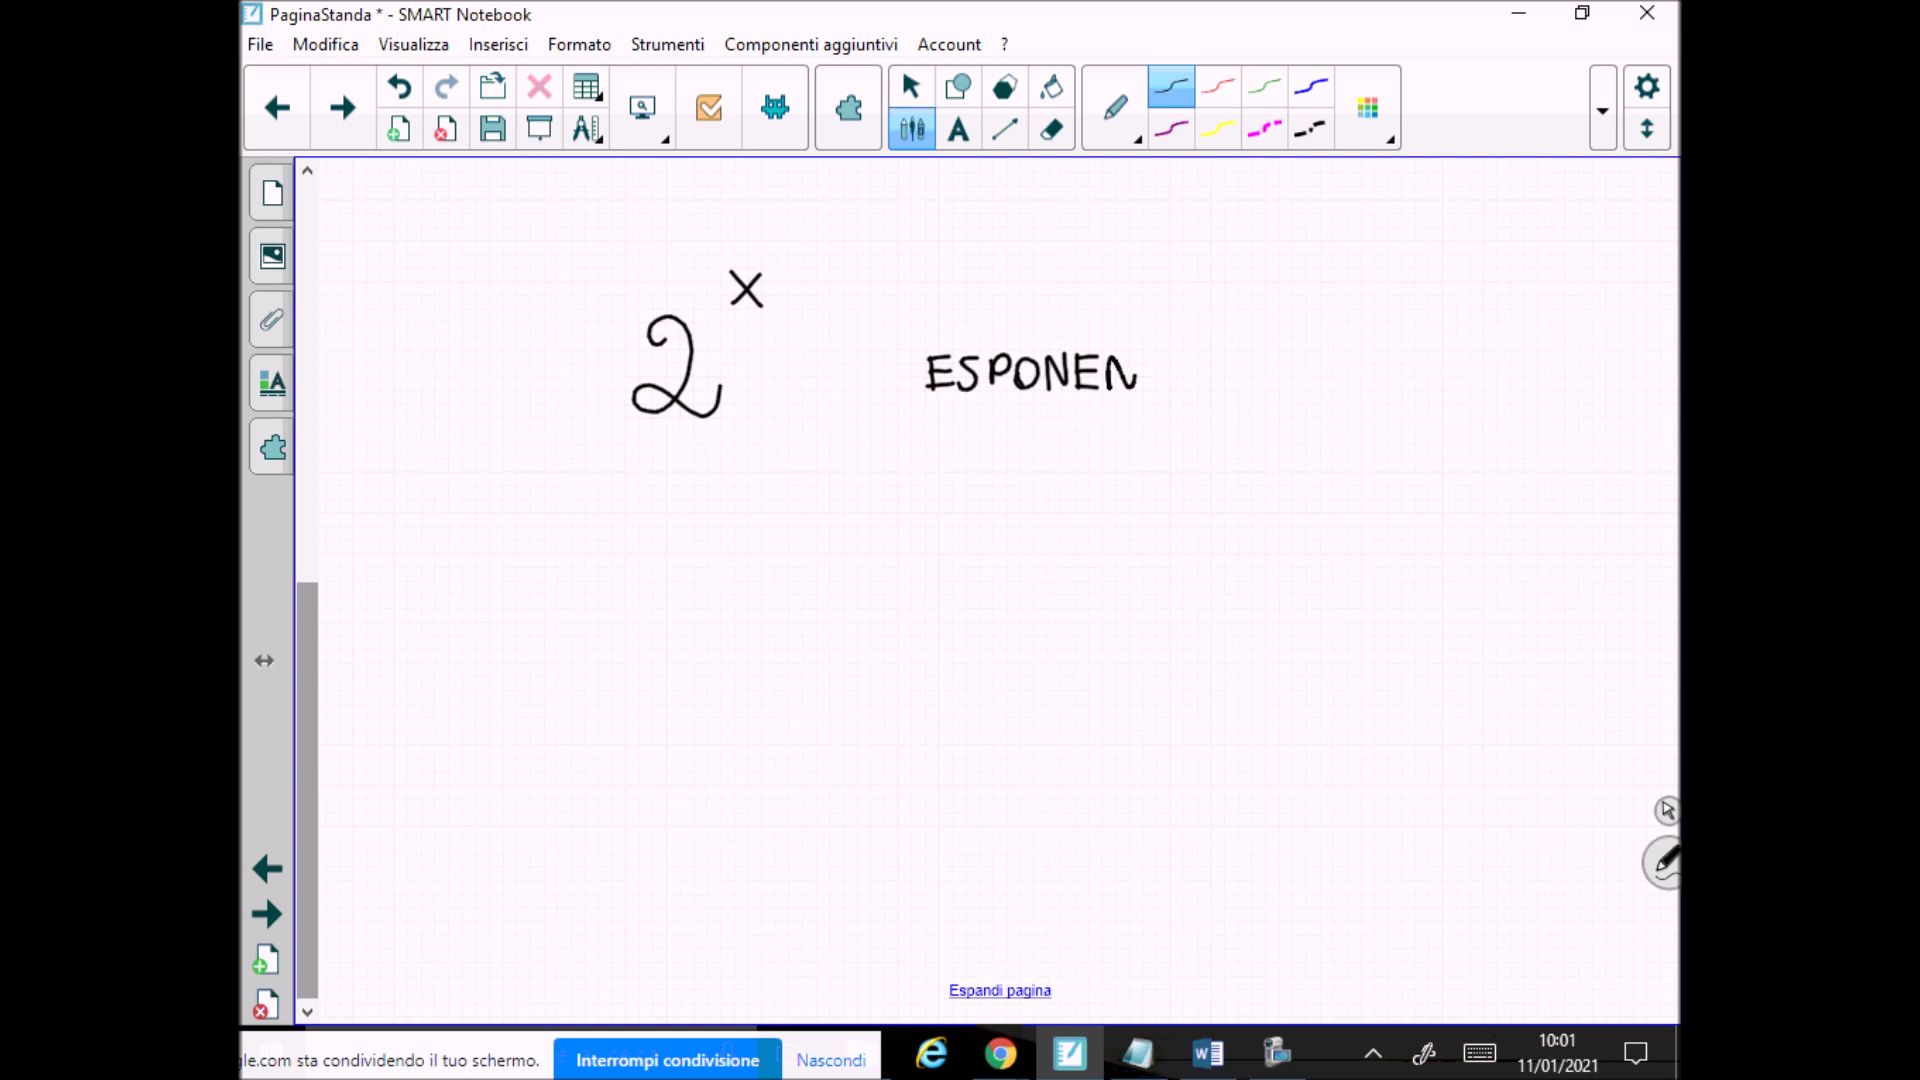 PaginaStanda * - SMART Notebook
File Modifica Visualizza Inserisci Formato Strumenti Componenti aggiuntivi Account ?
2^x
ESPONEN
Espandi pagina
gle.com sta condividendo il tuo schermo. Interrompi condivisione Nascondi
10:01
11/01/2021